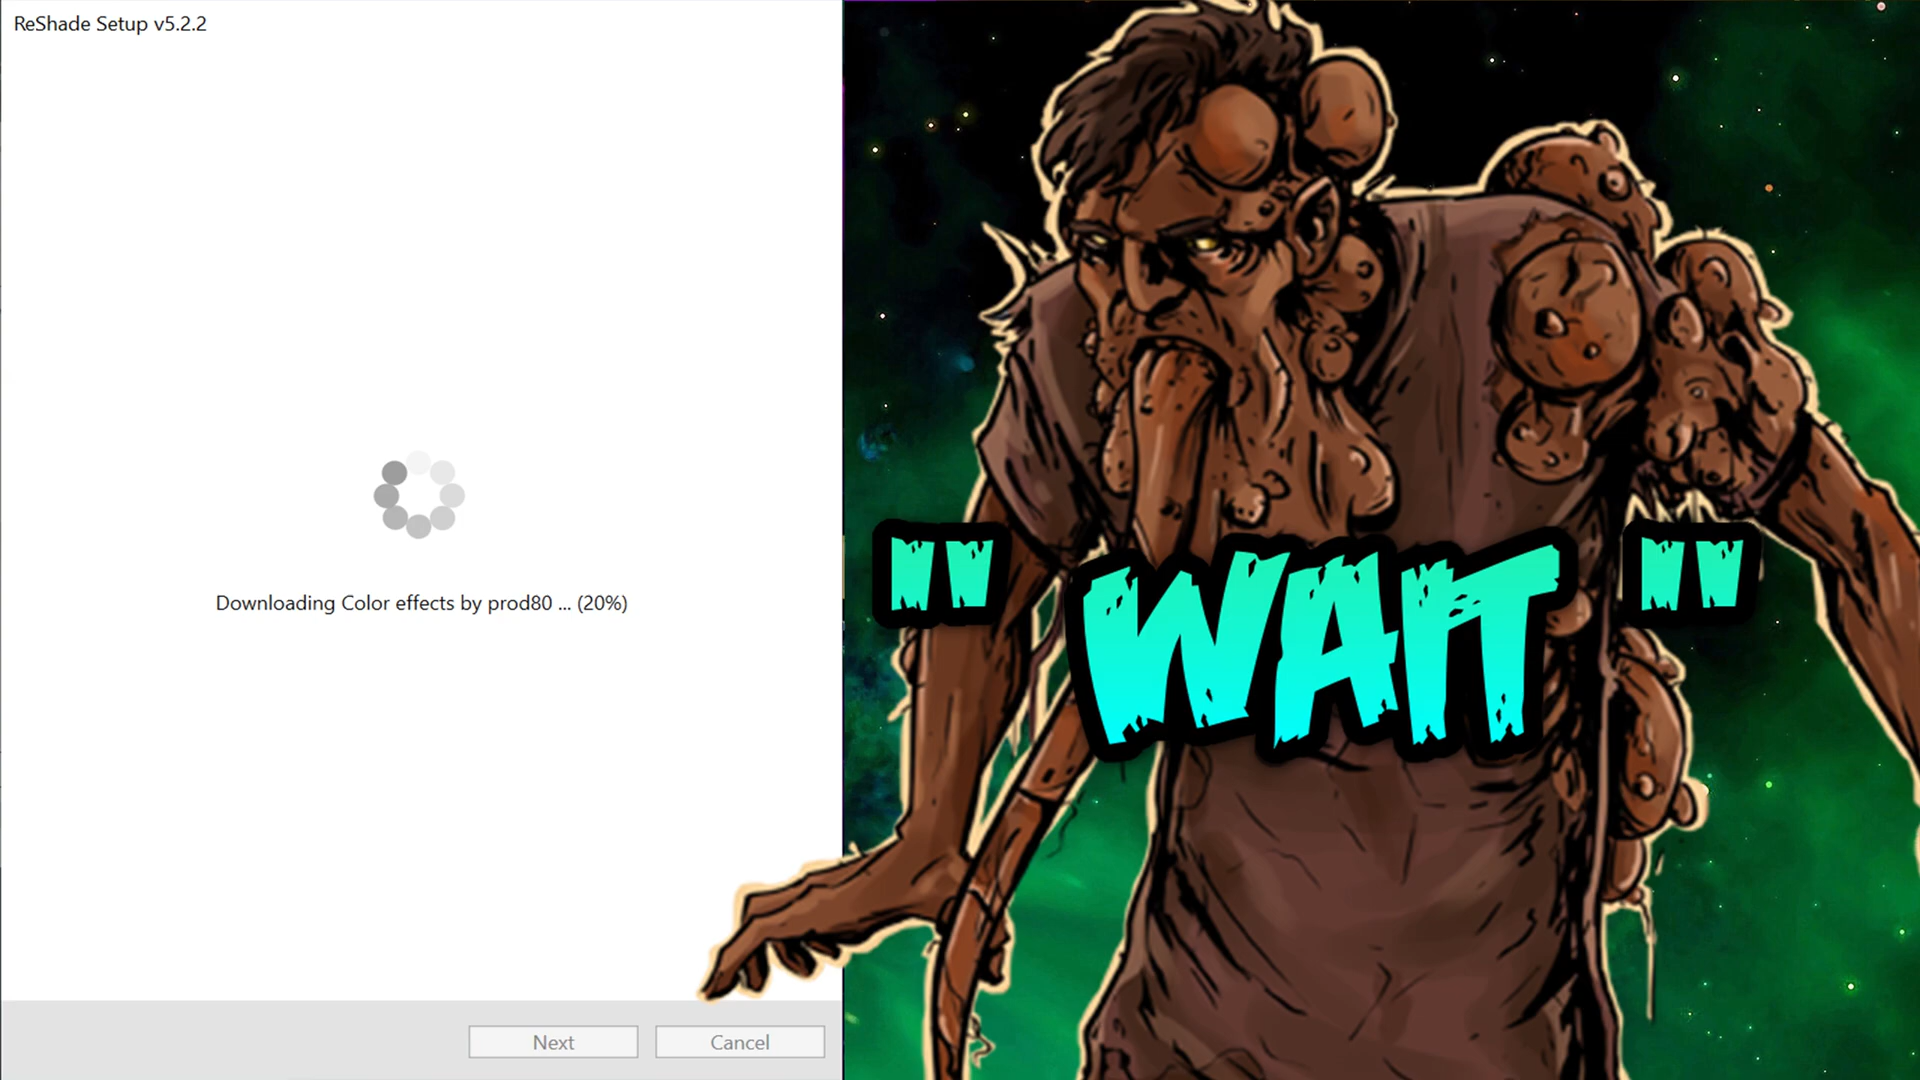 ReShade Setup v5.2.2
Downloading Color effects by prod80 ... (20%)
Next
Cancel
" WAIT "